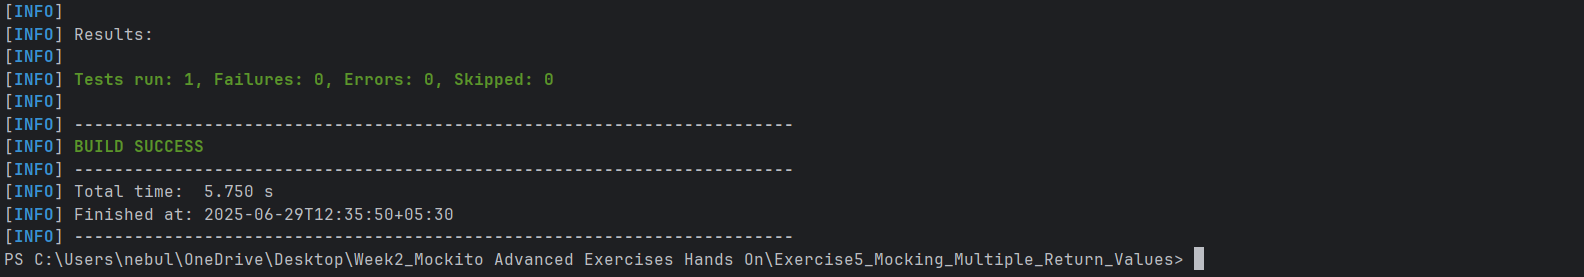 [INFO]
[INFO] Results:
[INFO]
[INFO] Tests run: 1, Failures: 0, Errors: 0, Skipped: 0
[INFO]
[INFO] ------------------------------------------------------------------------
[INFO] BUILD SUCCESS
[INFO] ------------------------------------------------------------------------
[INFO] Total time:  5.750 s
[INFO] Finished at: 2025-06-29T12:35:50+05:30
[INFO] ------------------------------------------------------------------------
PS C:\Users\nebul\OneDrive\Desktop\Week2_Mockito Advanced Exercises Hands On\Exercise5_Mocking_Multiple_Return_Values>